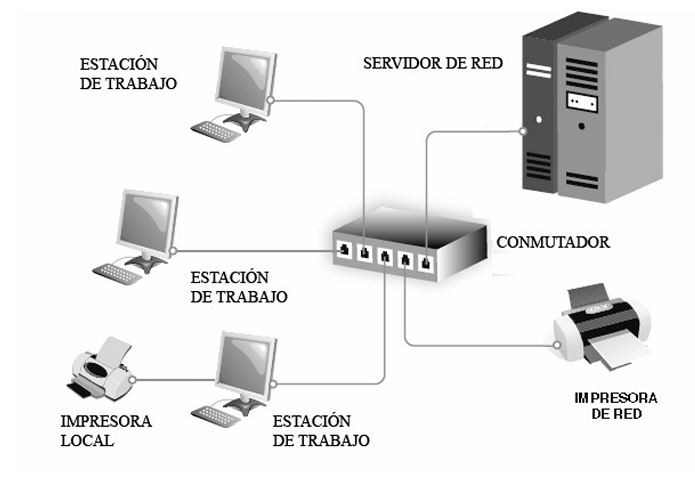 ESTACIÓN
DE TRABAJO
SERVIDOR DE RED
CONMUTADOR
ESTACIÓN
DE TRABAJO
IMPRESORA
DE RED
IMPRESORA
LOCAL
ESTACIÓN
DE TRABAJO